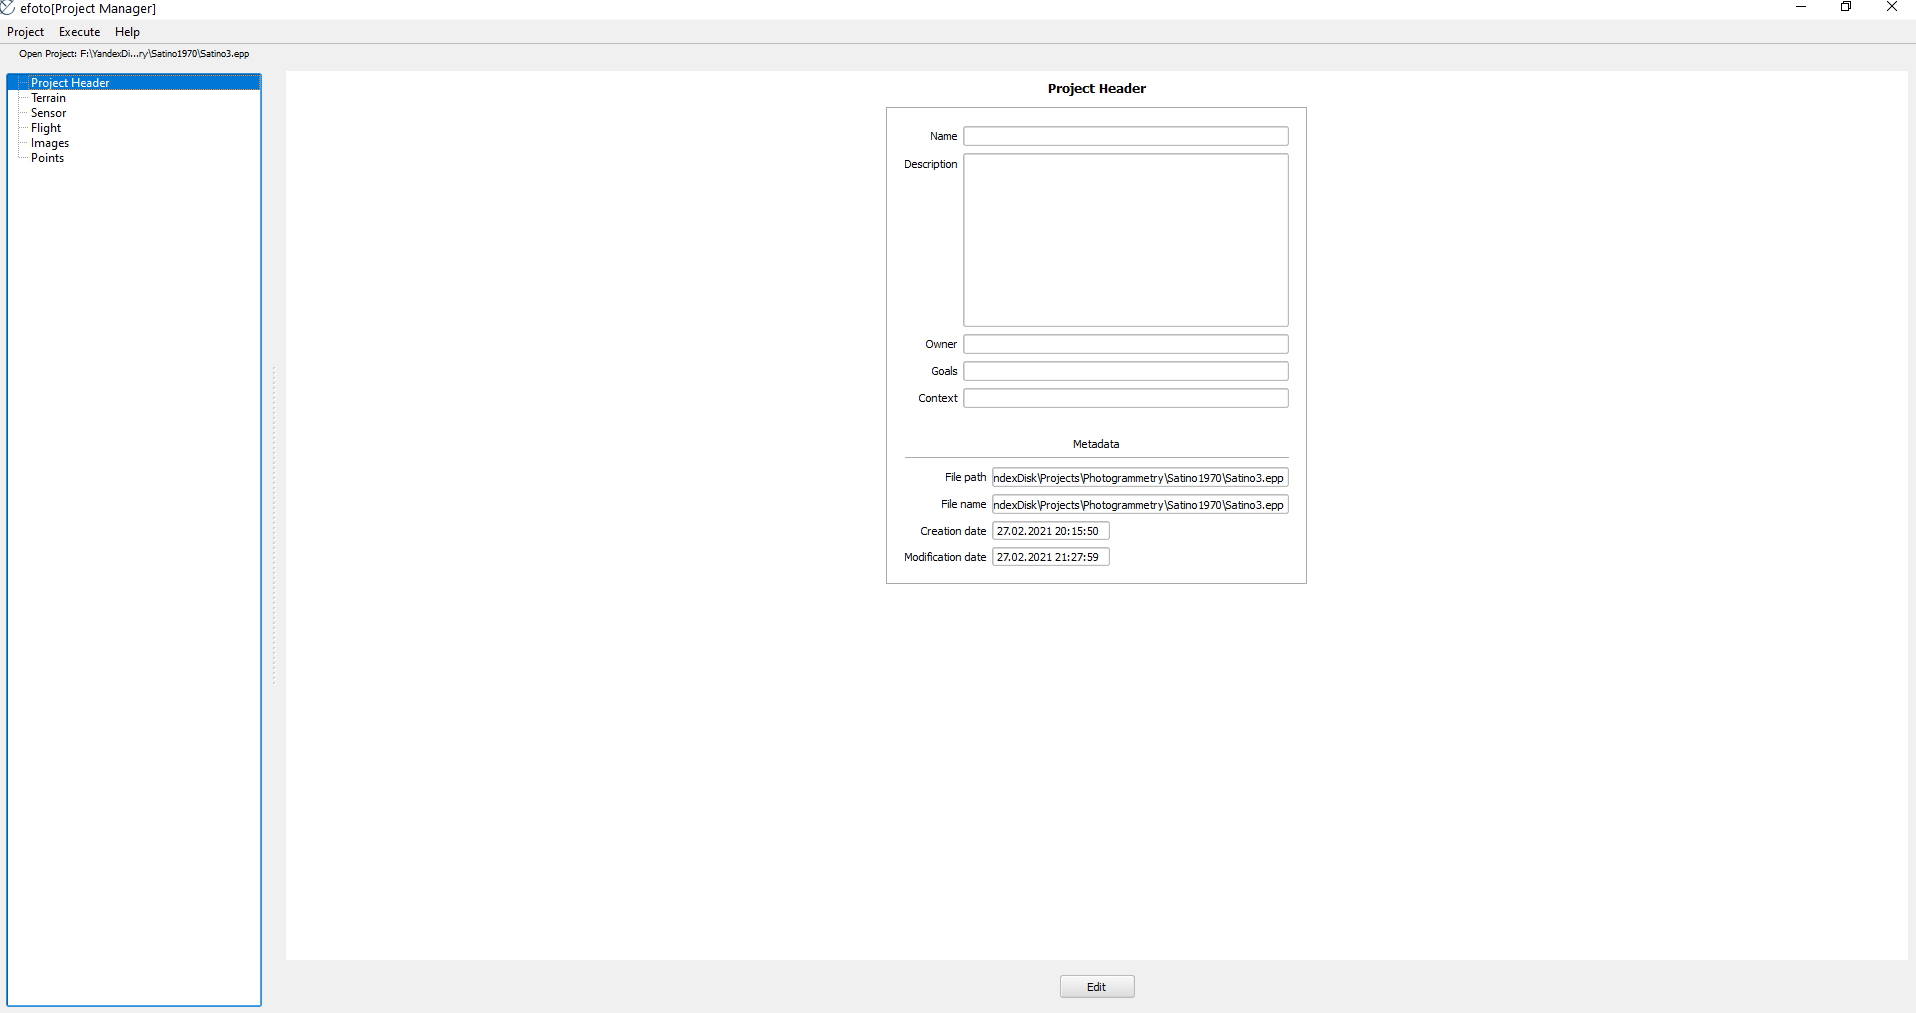 efoto[Project Manager]
Project Execute Help
Open Project: F:\YandexDi...ry\Satino1970\Satino3.epp
Project Header
Terrain
Sensor
Flight
Images
Points
Project Header
Name
Description
Owner
Goals
Context
Metadata
File path ndexDisk\Projects\Photogrammetry\Satino1970\Satino3.epp
File name ndexDisk\Projects\Photogrammetry\Satino1970\Satino3.epp
Creation date 27.02.2021 20:15:50
Modification date 27.02.2021 21:27:59
Edit